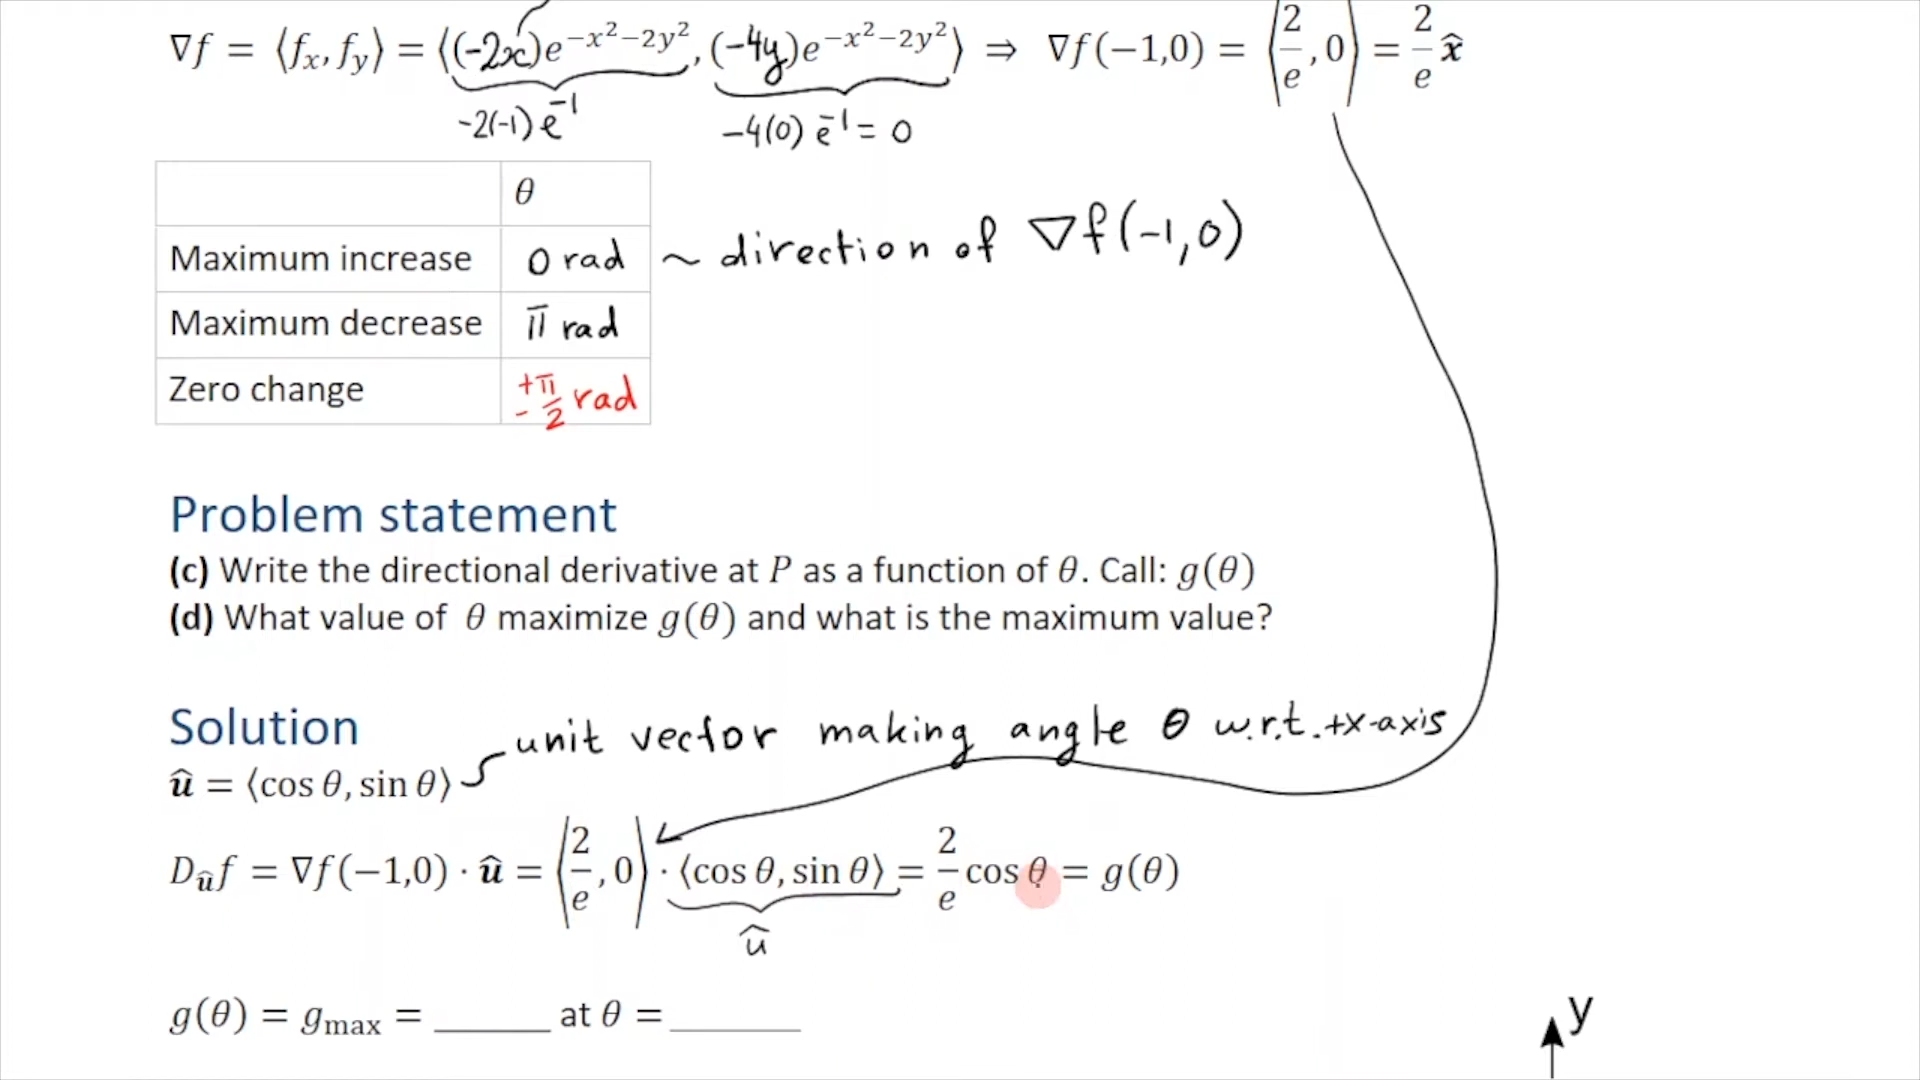 ∇f = ⟨fₓ, f_y⟩ = ⟨(-2x)e^{−x²−2y²}, (-4y)e^{−x²−2y²}⟩ ⇒ ∇f(−1,0) = ⟨2/e, 0⟩ = 2/e x̂
-2(-1) e^{-1}
-4(0) e^{-1} = 0
θ
Maximum increase 0 rad ~ direction of ∇f(-1,0)
Maximum decrease π rad
Zero change ±π/2 rad
Problem statement
(c) Write the directional derivative at P as a function of θ. Call: g(θ)
(d) What value of θ maximize g(θ) and what is the maximum value?
Solution
unit vector making angle θ w.r.t. +x-axis
û = ⟨cos θ, sin θ⟩
D_û f = ∇f(−1,0) · û = ⟨2/e, 0⟩ · ⟨cos θ, sin θ⟩ = 2/e cos θ = g(θ)
û
g(θ) = g_max = ______ at θ = ______
y